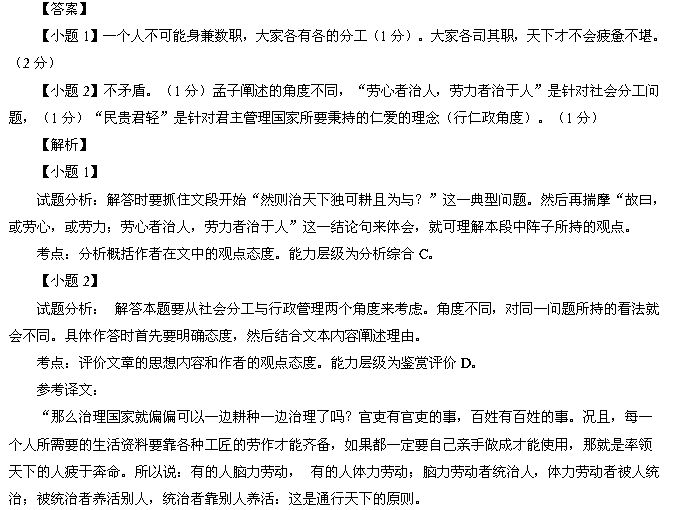 【答案】
【小题 1】一个人不可能身兼数职，大家各有各的分工（1 分）。大家各司其职，天下才不会疲惫不堪。
（2 分）
【小题 2】不矛盾。（1 分）孟子阐述的角度不同，“劳心者治人，劳力者治于人”是针对社会分工问
题，（1 分）“民贵君轻”是针对君主管理国家所要秉持的仁爱的理念（行仁政角度）。（1 分）
【解析】
【小题 1】
试题分析：解答时要抓住文段开始“然则治天下独可耕且为与？”这一典型问题。然后再揣摩“故曰，
或劳心，或劳力；劳心者治人，劳力者治于人”这一结论句来体会，就可理解本段中阵子所持的观点。
考点：分析概括作者在文中的观点态度。能力层级为分析综合 C。
【小题 2】
试题分析： 解答本题要从社会分工与行政管理两个角度来考虑。角度不同，对同一问题所持的看法就
会不同。具体作答时首先要明确态度，然后结合文本内容阐述理由。
考点：评价文章的思想内容和作者的观点态度。能力层级为鉴赏评价 D。
参考译文：
“那么治理国家就偏偏可以一边耕种一边治理了吗？官吏有官吏的事，百姓有百姓的事。况且，每一
个人所需要的生活资料要靠各种工匠的劳作才能齐备，如果都一定要自己亲手做成才能使用，那就是率领
天下的人疲于奔命。所以说：有的人脑力劳动， 有的人体力劳动；脑力劳动者统治人，体力劳动者被人统
治；被统治者养活别人，统治者靠别人养活：这是通行天下的原则。